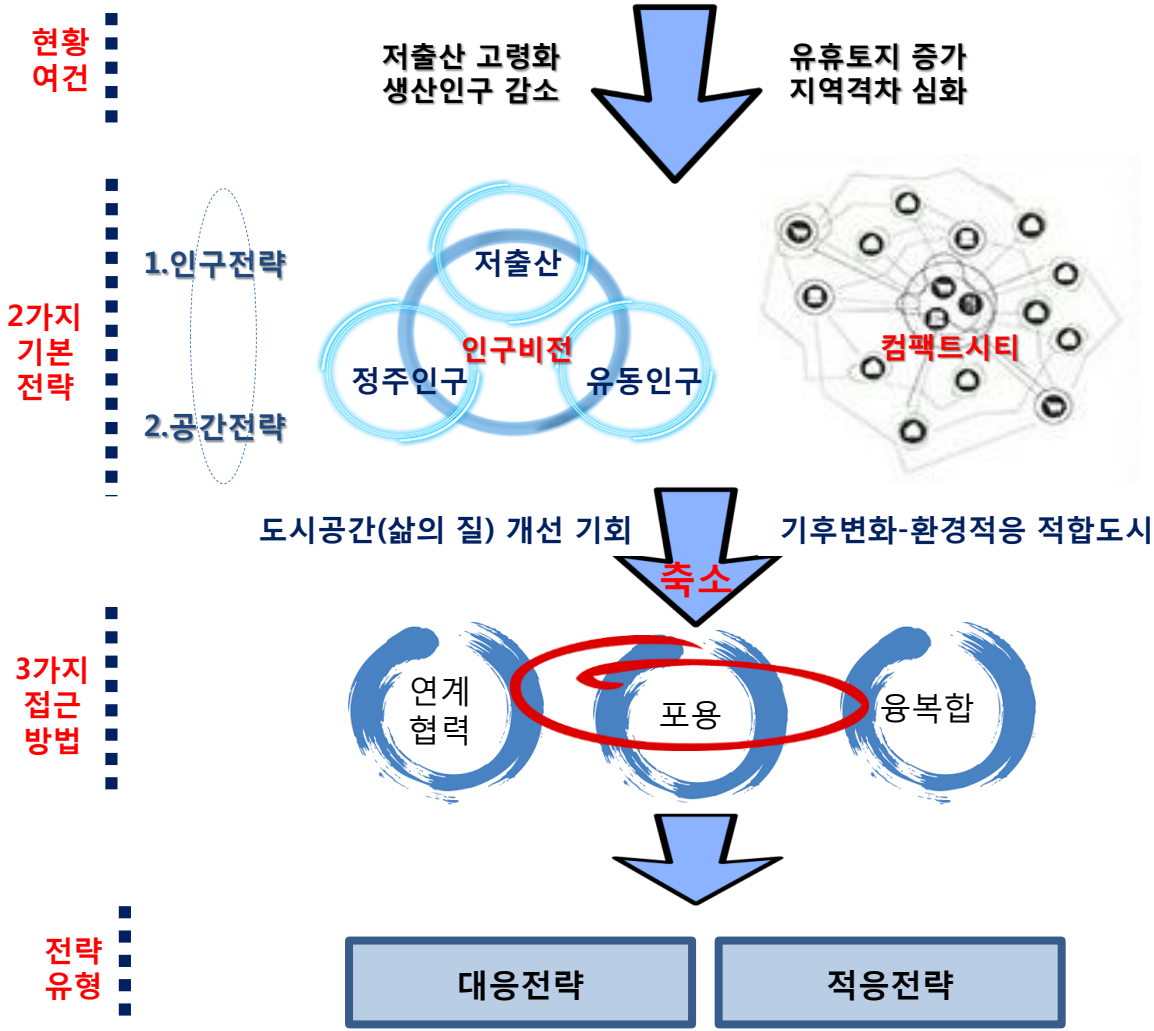 현황
여건
저출산 고령화
생산인구 감소
유휴토지 증가
지역격차 심화
2가지
기본
전략
1.인구전략
2.공간전략
저출산
인구비전
정주인구
유동인구
컴팩트시티
도시공간(삶의 질) 개선 기회
기후변화-환경적응 적합도시
축소
3가지
접근
방법
연계
협력
포용
융복합
전략
유형
대응전략
적응전략